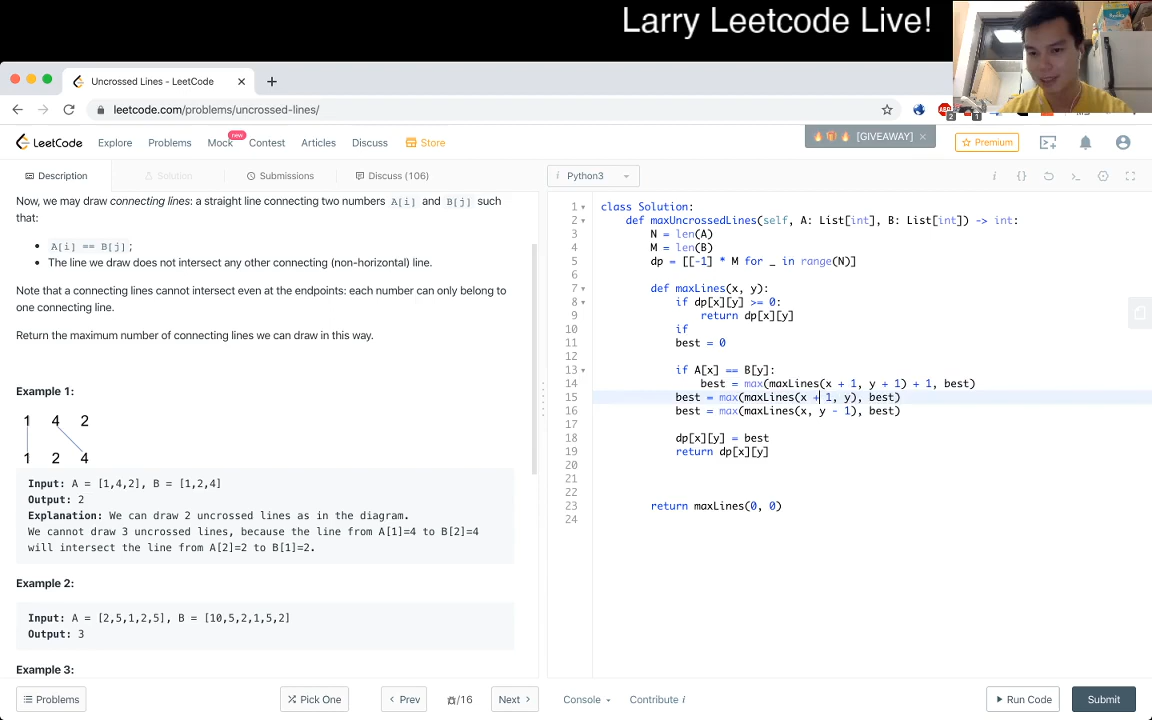 Larry Leetcode Live!
Uncrossed Lines - LeetCode
leetcode.com/problems/uncrossed-lines/
LeetCode
Explore
Problems
Mock
new
Contest
Articles
Discuss
Store
[GIVEAWAY]
Premium
Description
Solution
Submissions
Discuss (106)
Python3
Now, we may draw connecting lines: a straight line connecting two numbers A[i] and B[j] such
that:
A[i] == B[j];
The line we draw does not intersect any other connecting (non-horizontal) line.
Note that a connecting lines cannot intersect even at the endpoints: each number can only belong to
one connecting line.
Return the maximum number of connecting lines we can draw in this way.
Example 1:
1 4 2
1 2 4
Input: A = [1,4,2], B = [1,2,4]
Output: 2
Explanation: We can draw 2 uncrossed lines as in the diagram.
We cannot draw 3 uncrossed lines, because the line from A[1]=4 to B[2]=4
will intersect the line from A[2]=2 to B[1]=2.
Example 2:
Input: A = [2,5,1,2,5], B = [10,5,2,1,5,2]
Output: 3
Example 3:
1 class Solution:
2 def maxUncrossedLines(self, A: List[int], B: List[int]) -> int:
3 N = len(A)
4 M = len(B)
5 dp = [[-1] * M for _ in range(N)]
6
7 def maxLines(x, y):
8 if dp[x][y] >= 0:
9 return dp[x][y]
10 if
11 best = 0
12
13 if A[x] == B[y]:
14 best = max(maxLines(x + 1, y + 1) + 1, best)
15 best = max(maxLines(x + 1, y), best)
16 best = max(maxLines(x, y - 1), best)
17
18 dp[x][y] = best
19 return dp[x][y]
20
21
22
23 return maxLines(0, 0)
24
Problems
Pick One
Prev
/16
Next
Console
Contribute i
Run Code
Submit